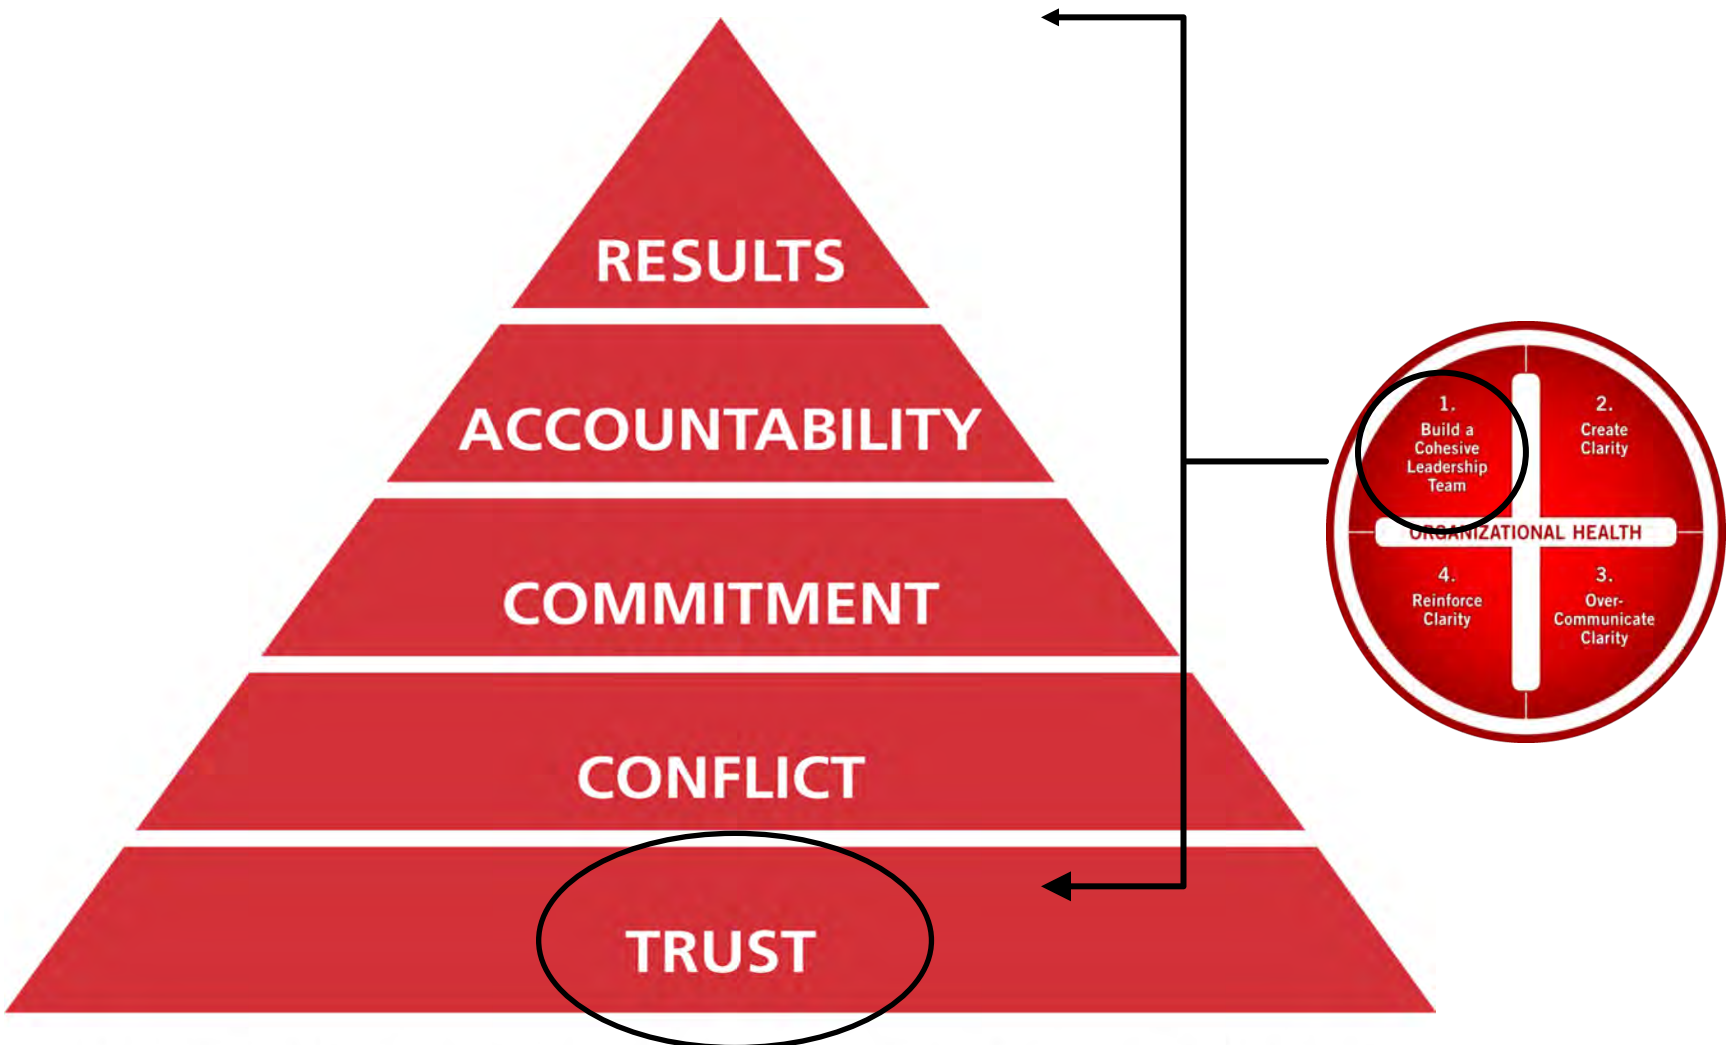 RESULTS
ACCOUNTABILITY
COMMITMENT
CONFLICT
TRUST
1.
Build a
Cohesive
Leadership
Team
2.
Create
Clarity
ORGANIZATIONAL HEALTH
4.
Reinforce
Clarity
3.
Over-
Communicate
Clarity